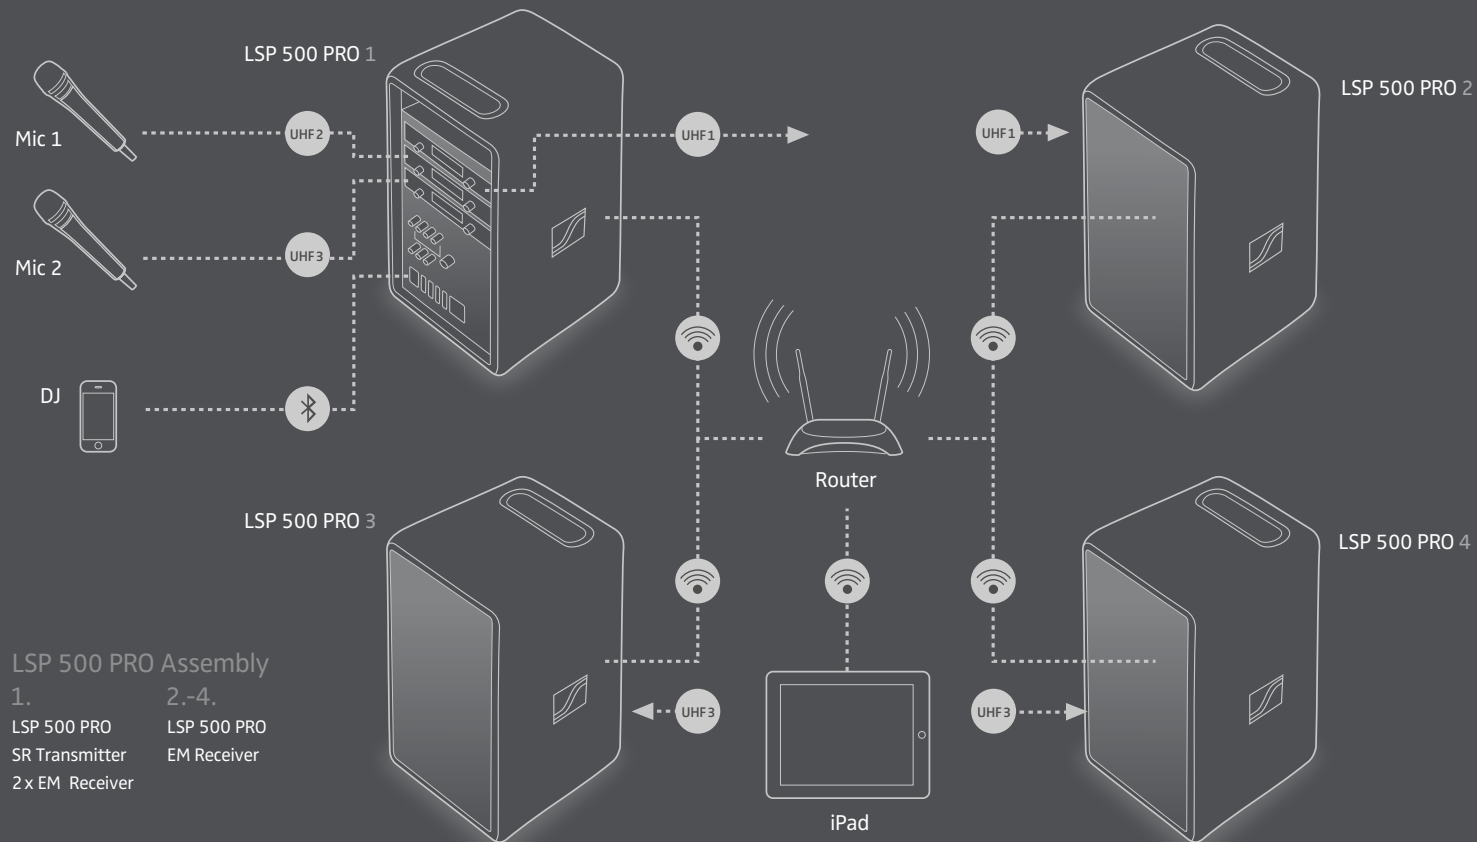 LSP 500 PRO 1
LSP 500 PRO 2
Mic 1
UHF2
UHF1
UHF1
Mic 2
UHF3
DJ
Router
LSP 500 PRO 3
LSP 500 PRO 4
LSP 500 PRO Assembly
1.
LSP 500 PRO
SR Transmitter
2 x EM Receiver
2.-4.
LSP 500 PRO
EM Receiver
UHF3
UHF3
iPad